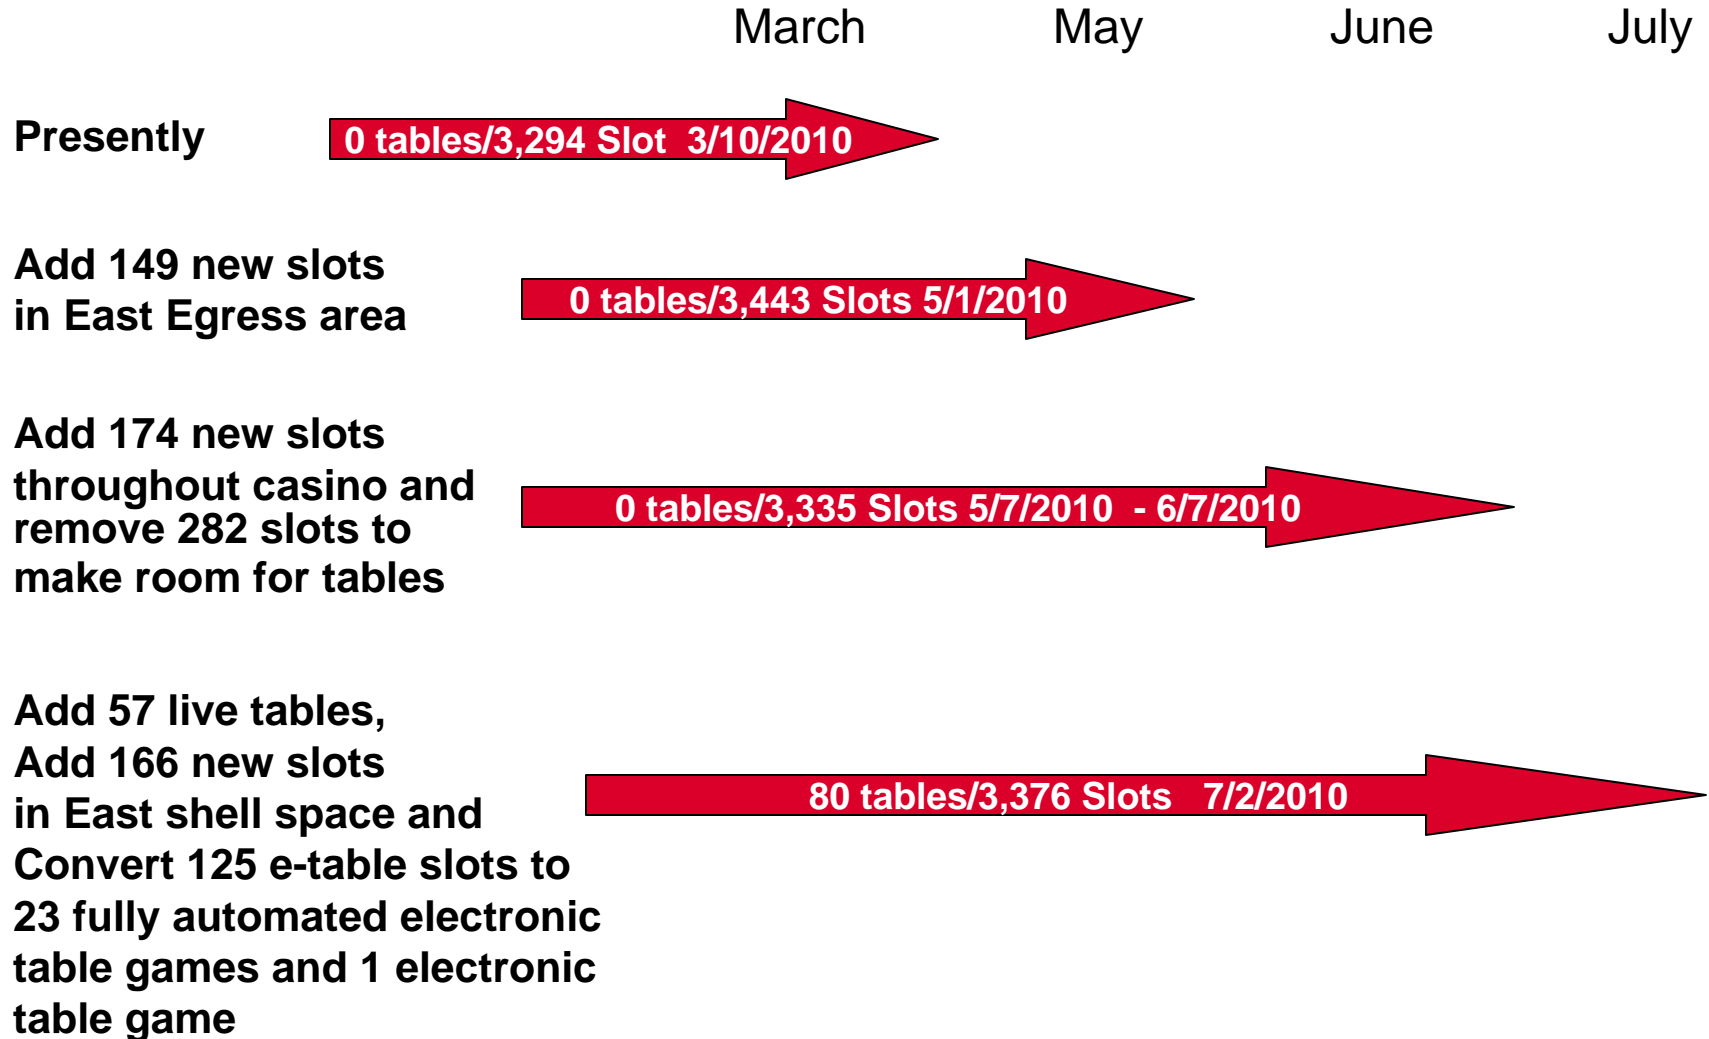 March May June July
Presently
0 tables/3,294 Slot  3/10/2010
Add 149 new slots
in East Egress area
0 tables/3,443 Slots 5/1/2010
Add 174 new slots
throughout casino and
remove 282 slots to
make room for tables
0 tables/3,335 Slots 5/7/2010  - 6/7/2010
Add 57 live tables,
Add 166 new slots
in East shell space and
Convert 125 e-table slots to
23 fully automated electronic
table games and 1 electronic
table game
80 tables/3,376 Slots   7/2/2010